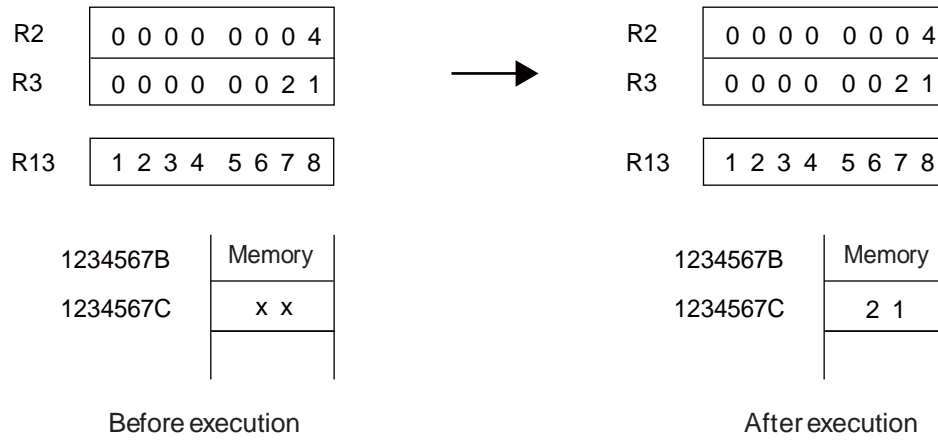 R2 0 0 0 0 0 0 0 4 R2 0 0 0 0 0 0 0 4
R3 0 0 0 0 0 0 2 1 R3 0 0 0 0 0 0 2 1
R13 1 2 3 4 5 6 7 8 R13 1 2 3 4 5 6 7 8
1234567B Memory 1234567B Memory
1234567C x x 1234567C 2 1
Before execution After execution